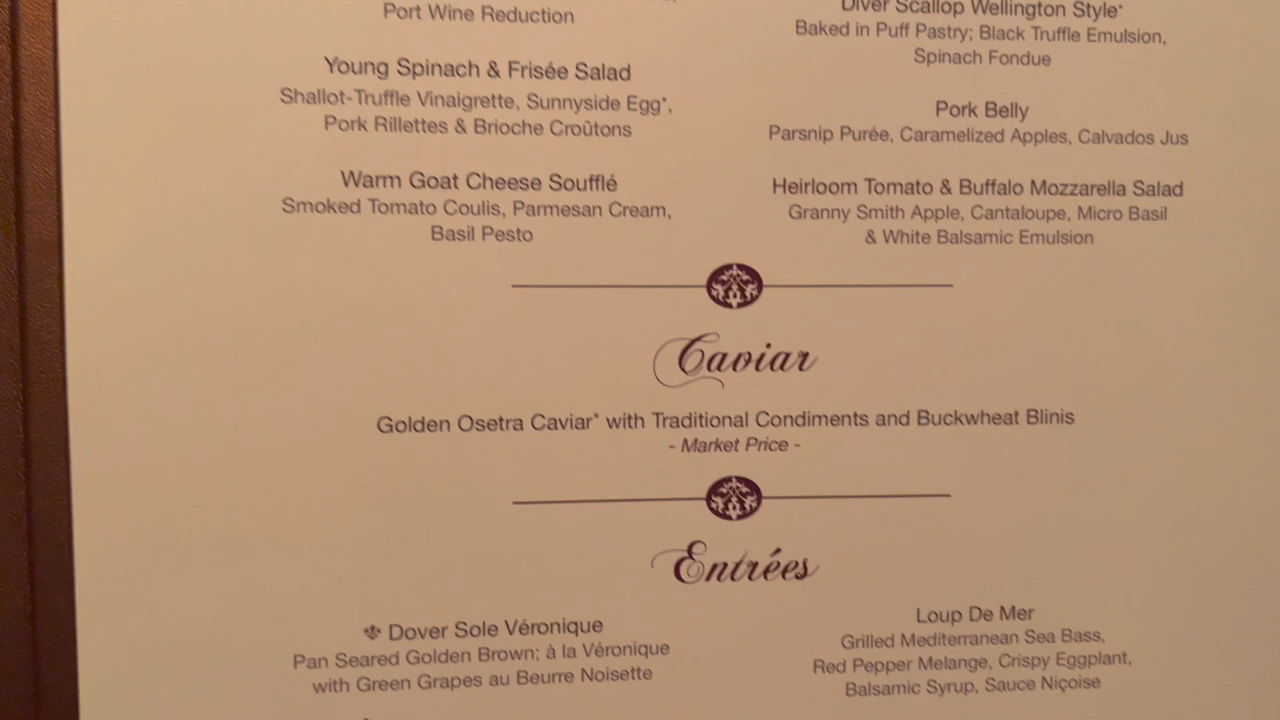 Port Wine Reduction
Young Spinach & Frisée Salad
Shallot-Truffle Vinaigrette, Sunnyside Egg*,
Pork Rillettes & Brioche Croûtons
Warm Goat Cheese Soufflé
Smoked Tomato Coulis, Parmesan Cream,
Basil Pesto
Diver Scallop Wellington Style*
Baked in Puff Pastry; Black Truffle Emulsion,
Spinach Fondue
Pork Belly
Parsnip Purée, Caramelized Apples, Calvados Jus
Heirloom Tomato & Buffalo Mozzarella Salad
Granny Smith Apple, Cantaloupe, Micro Basil
& White Balsamic Emulsion
Caviar
Golden Osetra Caviar* with Traditional Condiments and Buckwheat Blinis
- Market Price -
Entrées
Dover Sole Véronique
Pan Seared Golden Brown; à la Véronique
with Green Grapes au Beurre Noisette
Loup De Mer
Grilled Mediterranean Sea Bass,
Red Pepper Melange, Crispy Eggplant,
Balsamic Syrup, Sauce Niçoise